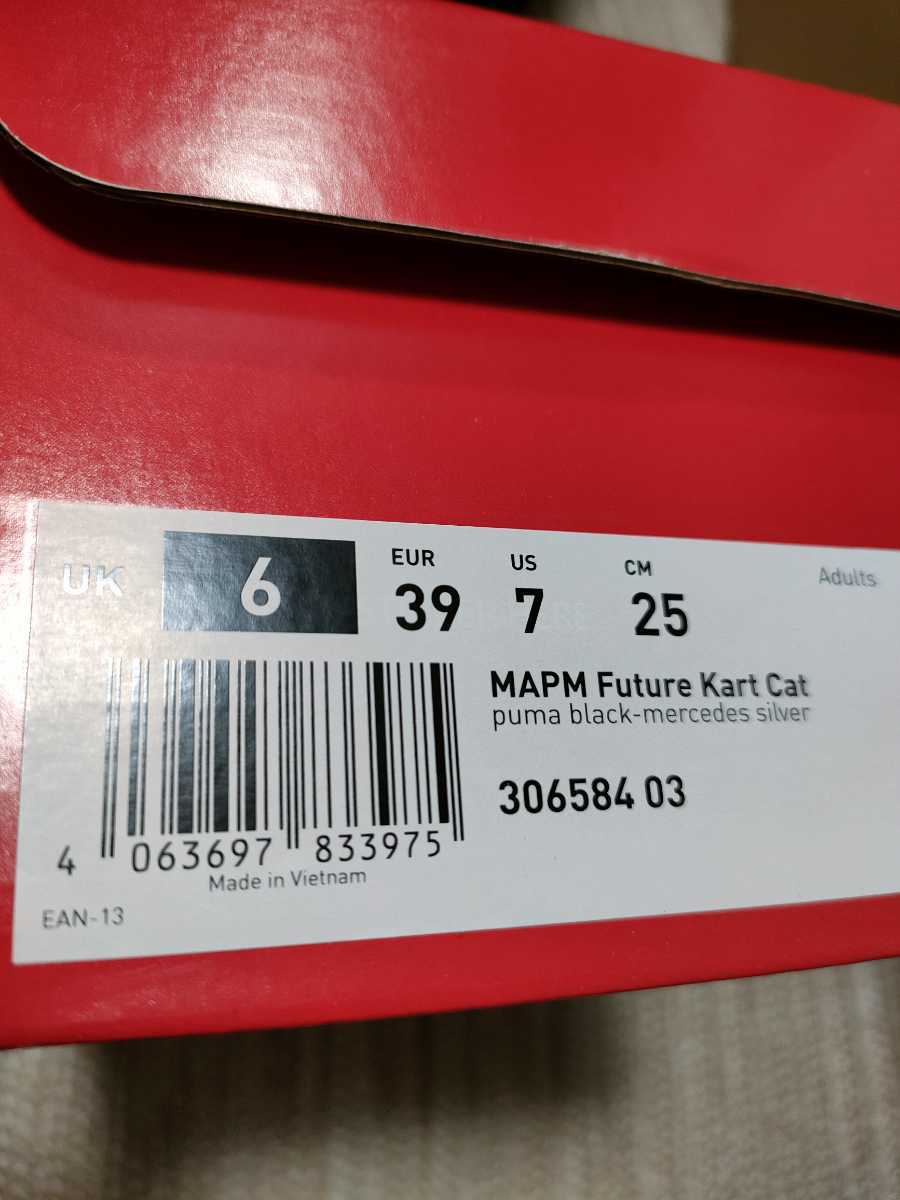 UK 6 EUR 39 US 7 CM 25 Adults
MAPM Future Kart Cat
puma black-mercedes silver
306584 03
4 063697 833975
Made in Vietnam
EAN-13